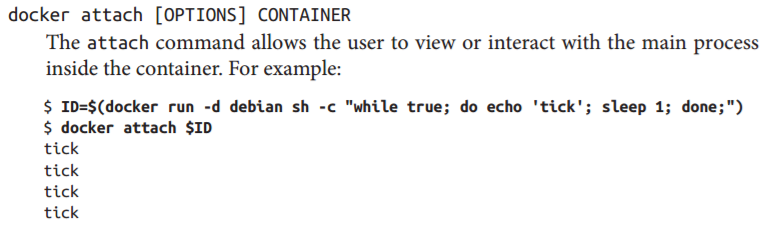 docker attach [OPTIONS] CONTAINER
The attach command allows the user to view or interact with the main process
inside the container. For example:
$ ID=$(docker run -d debian sh -c "while true; do echo 'tick'; sleep 1; done;")
$ docker attach $ID
tick
tick
tick
tick